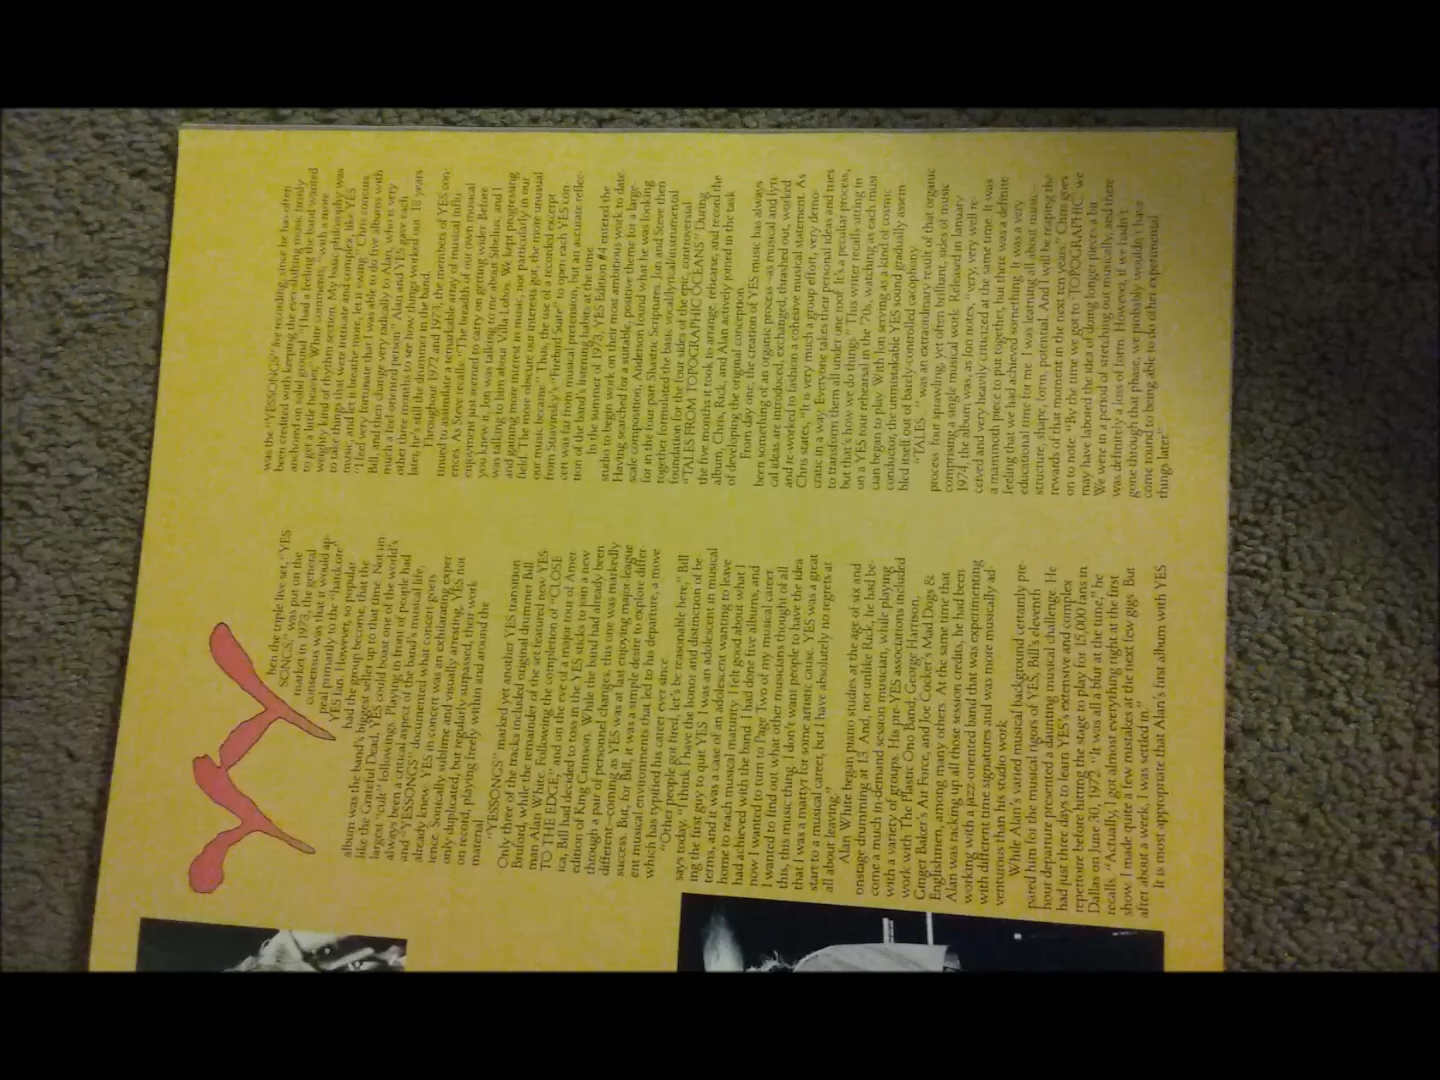 W
hen the triple live set, "YES
SONGS," was put on the
market in 1973, the general
consensus was that it would ap-
peal primarily to the "hardcore"
YES fan. However, so popular
had the group become, that the
album was the band's biggest seller up to that time. Not un-
like the Grateful Dead, YES could boast one of the world's
largest "cult" followings. Playing in front of people had
always been a critical aspect of the band's musical life,
and "YESSONGS" documented what concert goers
already knew: YES in concert was an exhilarating exper
ience. Sonically sublime and visually arresting, YES not
only duplicated, but regularly surpassed, their work
on record, playing freely within and around the
material.
"YESSONGS" marked yet another YES transition
Only three of the tracks included original drummer Bill
Bruford, while the remainder of the set featured new YES
man Alan White. Following the completion of "CLOSE
TO THE EDGE," and on the eve of a major tour of Amer
ica, Bill had decided to toss in the YES sticks to join a new
edition of King Crimson. While the band had already been
through a pair of personnel changes, this one was markedly
different—coming as YES was at last enjoying major-league
success. But, for Bill, it was a simple desire to explore differ-
ent musical environments that led to his departure, a move
which has typified his career ever since
"Other people got fired, let's be reasonable here," Bill
says today. "I think I have the honor and distinction of be-
ing the first guy to quit YES. I was an adolescent in musical
terms, and it was a case of an adolescent wanting to leave
home to reach musical maturity. I felt good about what I
had achieved with the band. I had done five albums, and
now I wanted to turn to Page Two of my musical career.
I wanted to find out what other musicians thought of all
this, this music thing. I don't want people to have the idea
that I was a martyr for some artistic cause. YES was a great
start to a musical career, but I have absolutely no regrets at
all about leaving."
Alan White began piano studies at the age of six and
onstage drumming at 13. And, not unlike Rick, he had be-
come a much in-demand session musician, while playing
with a variety of groups. His pre-YES associations included
work with The Plastic Ono Band, George Harrison,
Ginger Baker's Air Force, and Joe Cocker's Mad Dogs &
Englishmen, among many others. At the same time that
Alan was racking up all those session credits, he had been
working with a jazz-oriented band that was experimenting
with different time signatures and was more musically ad-
venturous than his studio work
While Alan's varied musical background certainly pre-
pared him for the musical rigors of YES, Bill's eleventh
hour departure presented a daunting musical challenge. He
had just three days to learn YES's extensive and complex
repertoire before hitting the stage to play for 15,000 fans in
Dallas on June 30, 1972. "It was all a blur at the time," he
recalls. "Actually, I got almost everything right at the first
show. I made quite a few mistakes at the next few gigs. But
after about a week, I was settled in."
It is most appropriate that Alan's first album with YES
was the "YESSONGS" live recording, since he has often
been credited with keeping the ever-shifting music firmly
anchored on solid ground. "I had a feeling the band wanted
to get a little heavier," White comments, "with a more
weighty kind of rhythm section. My basic philosophy was
to take things that were intricate and complex, like YES
music, and let it breathe more, let it swing." Chris contons
"I feel very fortunate that I was able to do five albums with
Bill, and then change very radically to Alan, who is very
much a feel-oriented person." Alan and YES gave each
other three months to see how things worked out. 18 years
later, he's still the drummer in the band.
Throughout 1972 and 1973, the members of YES con-
tinued to assimilate a remarkable array of musical influ
ences. As Steve recalls, "The breadth of our own musical
enjoyment just seemed to carry on getting wider. Before
you knew it, Jon was talking to me about Sibelius, and I
was talking to him about Villa-Lobos. We kept progressing
and gaining more interest in music, not particularly in our
field. The more obscure our interests got, the more unusual
our music became." Thus, the use of a recorded excerpt
from Stravinsky's "Firebird Suite" to open each YES con
cert was far from musical pretension, but an accurate reflec-
tion of the band's listening habits at the time.
In the summer of 1973, YES Edition #4 entered the
studio to begin work on their most ambitious work to date.
Having searched for a suitable, positive theme for a large-
scale composition, Anderson found what he was looking
for in the four part Shastric Scriptures. Jon and Steve then
together formulated the basic vocal/lyrical/instrumental
foundation for the four sides of the epic, controversial
"TALES FROM TOPOGRAPHIC OCEANS." During
the five months it took to arrange, rehearse, and record the
album, Chris, Rick, and Alan actively joined in the task
of developing the original conception.
From day one, the creation of YES music has always
been something of an organic process—as musical and lyri
cal ideas are introduced, exchanged, thrashed out, worked
and re-worked to fashion a cohesive musical statement. As
Chris states, "It is very much a group effort, very demo-
cratic in a way. Everyone takes their personal ideas and tries
to transform them all under one roof. It's a peculiar process,
but that's how we do things." This writer recalls sitting in
on a YES tour rehearsal in the '70s, watching as each musi
cian began to play. With Jon serving as a kind of cosmic
conductor, the unmistakable YES sound gradually assem
bled itself out of barely-controlled cacophony.
"TALES..." was an extraordinary result of that organic
process: four sprawling, yet often brilliant, sides of music
comprising a single musical work. Released in January
1974, the album was, as Jon notes, "very, very well re-
ceived and very heavily criticized at the same time. It was
a mammoth piece to put together, but there was a definite
feeling that we had achieved something. It was a very
educational time for me. I was learning all about music—
structure, shape, form, potential. And I will be reaping the
rewards of that moment in the next ten years." Chris goes
on to note: "By the time we got to 'TOPOGRAPHIC,' we
may have labored the idea of doing longer pieces a bit
We were in a period of stretching out musically, and there
was definitely a loss of form. However, if we hadn't
gone through that phase, we probably wouldn't have
come round to being able to do other experimental
things later."